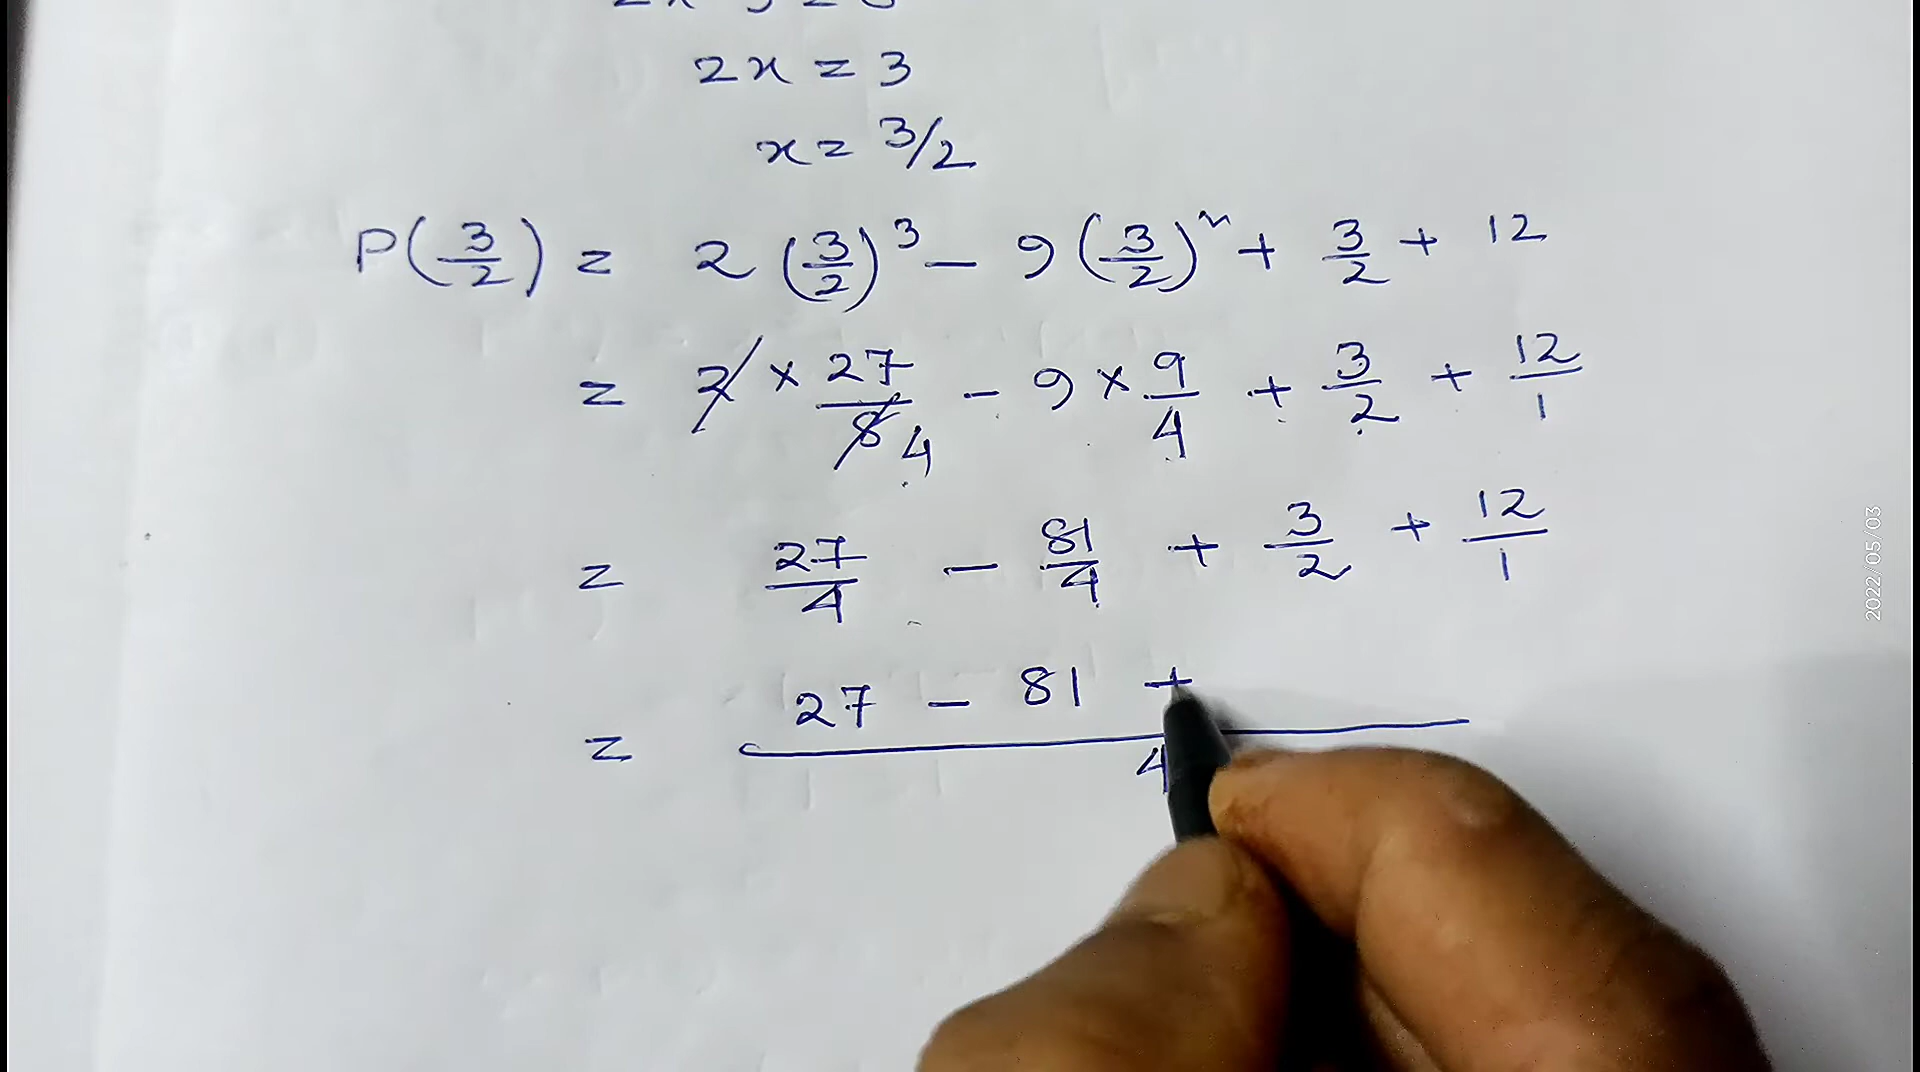 2x = 3
x = 3/2
P(3/2) = 2 (3/2)³ - 9 (3/2)² + 3/2 + 12
= 2 × 27/8 4 - 9 × 9/4 + 3/2 + 12/1
= 27/4 - 81/4 + 3/2 + 12/1
= 27 - 81 + / 4
2022/05/03